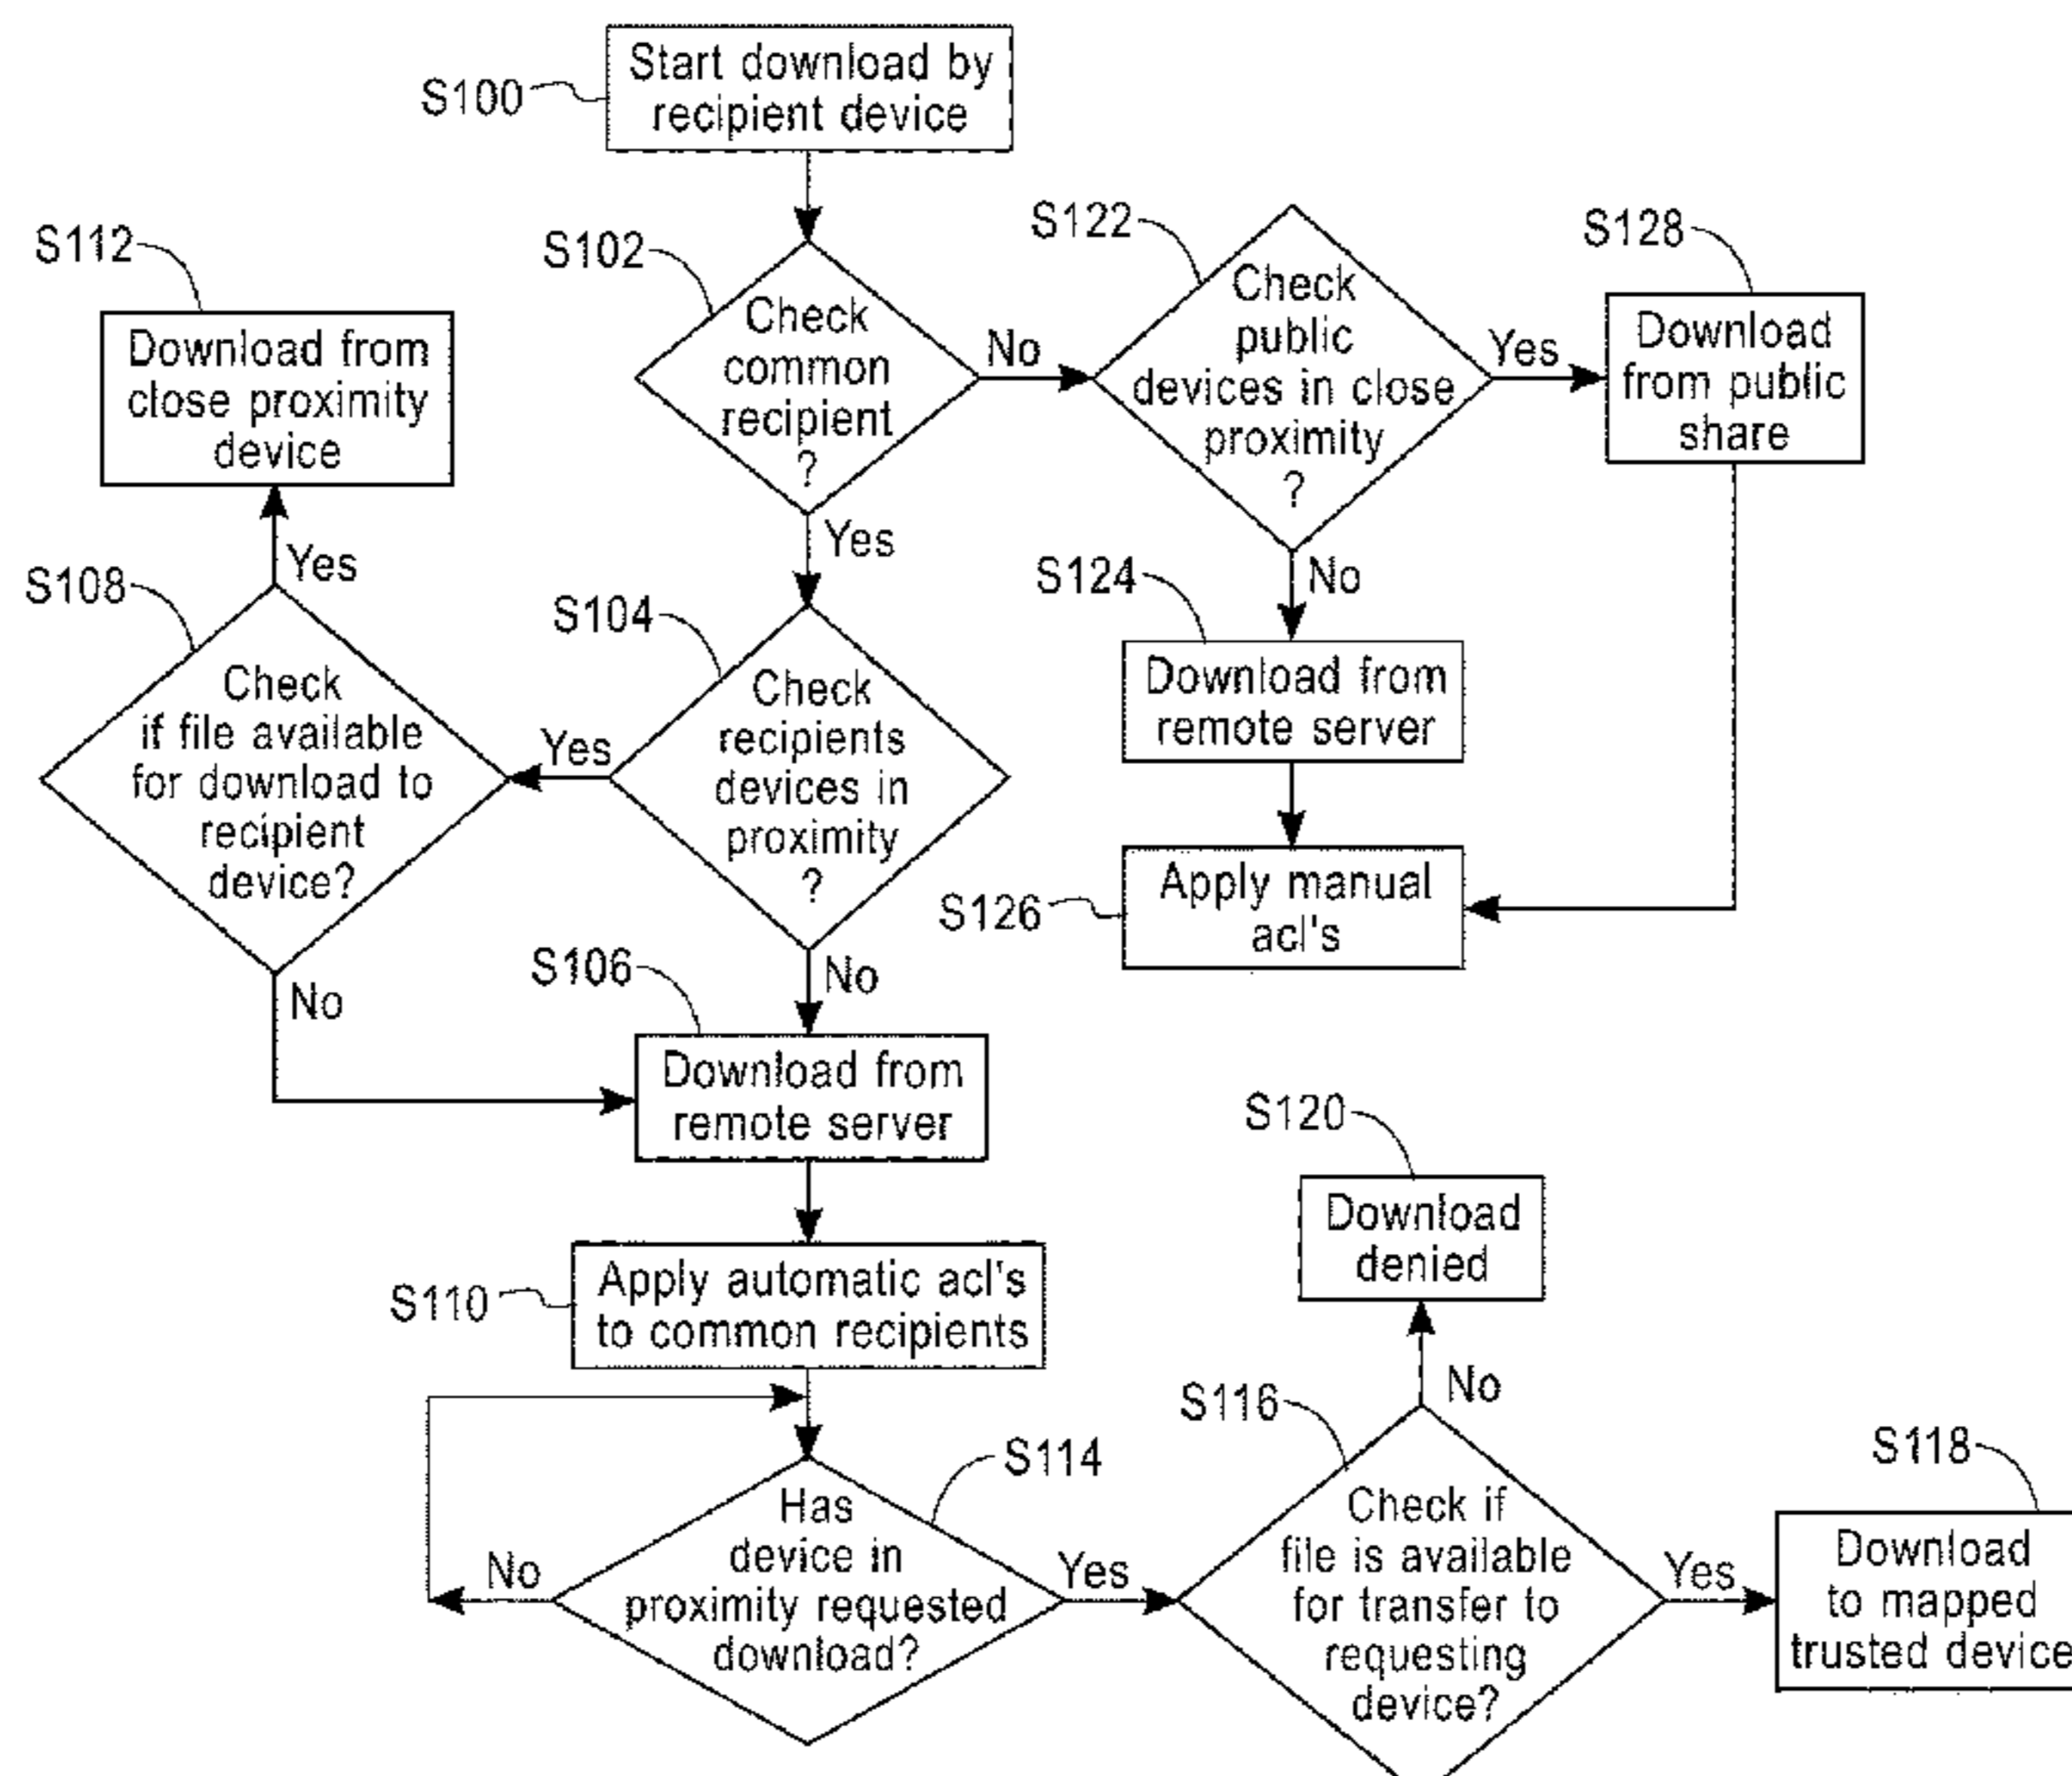 S100
Start download by
recipient device
S112
Download from
close proximity
device
S102
Check
common
recipient
?
No
Yes
S122
Check
public
devices in close
proximity
?
Yes
No
S128
Download
from public
share
S108
Yes
Check
if file available
for download to
recipient
device?
No
S104
Check
recipients
devices in
proximity
?
Yes
No
S124
Download from
remote server
S126
Apply manual
acl's
S106
Download from
remote server
S110
Apply automatic acl's
to common recipients
S120
Download
denied
S114
Has
device in
proximity requested
download?
No
Yes
S116
No
Check if
file is available
for transfer to
requesting
device?
Yes
S118
Download
to mapped
trusted device